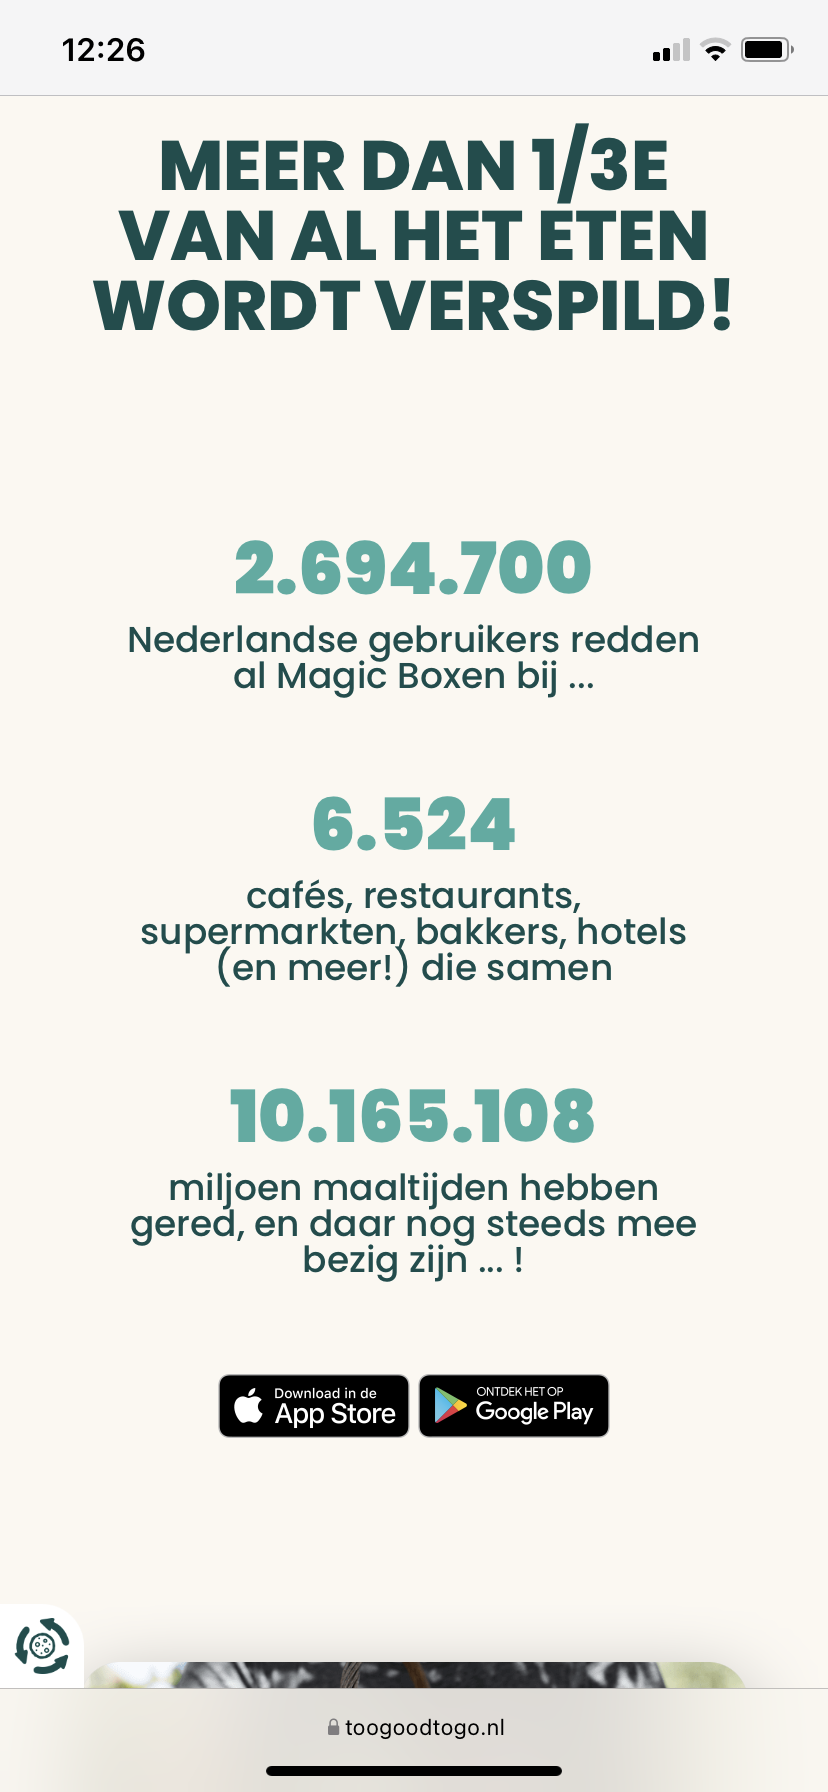 12:26
MEER DAN 1/3E
VAN AL HET ETEN
WORDT VERSPILD!
2.694.700
Nederlandse gebruikers redden
al Magic Boxen bij ...
6.524
cafés, restaurants,
supermarkten, bakkers, hotels
(en meer!) die samen
10.165.108
miljoen maaltijden hebben
gered, en daar nog steeds mee
bezig zijn ... !
Download in de
App Store
ONTDEK HET OP
Google Play
toogoodtogo.nl